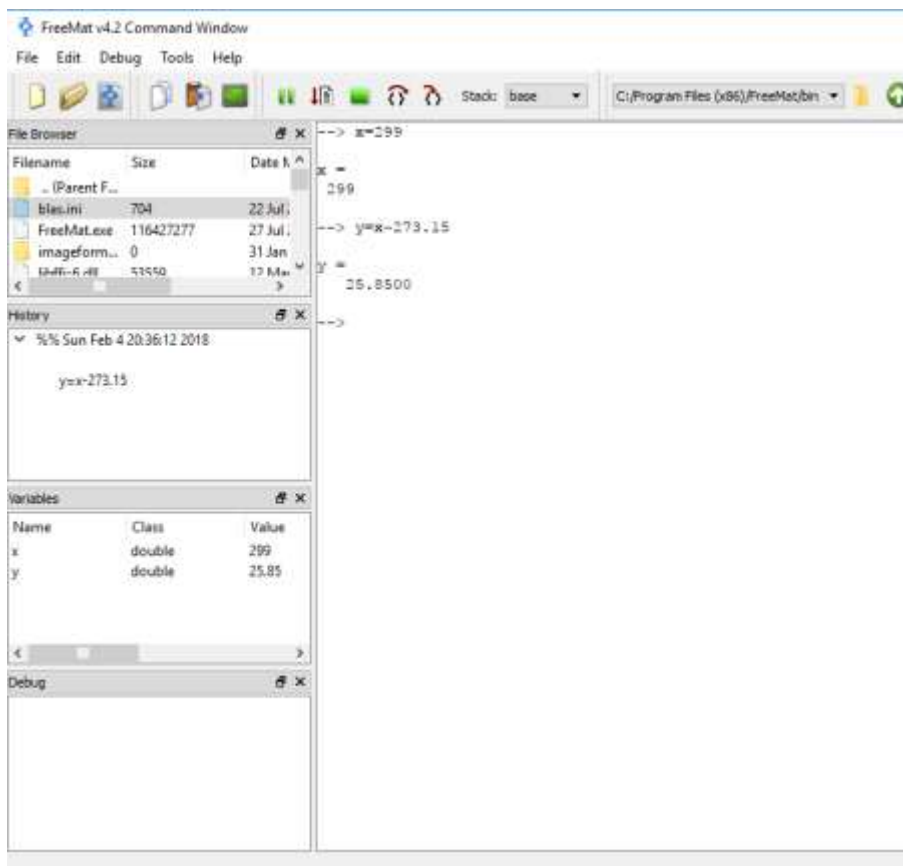 FreeMat v4.2 Command Window
File Edit Debug Tools Help
Stack: base C:/Program Files (x86)/FreeMat/bin
File Browser
Filename Size Date
.. (Parent F...
blas.ini 704 22 Jul
FreeMat.exe 116427277 27 Jul
imageform... 0 31 Jan
53559 12
History
%% Sun Feb 4 20:36:12 2018
y=x-273.15
Variables
Name Class Value
x double 299
y double 25.85
Debug
--> x=299
x =
299
--> y=x-273.15
y =
25.8500
-->